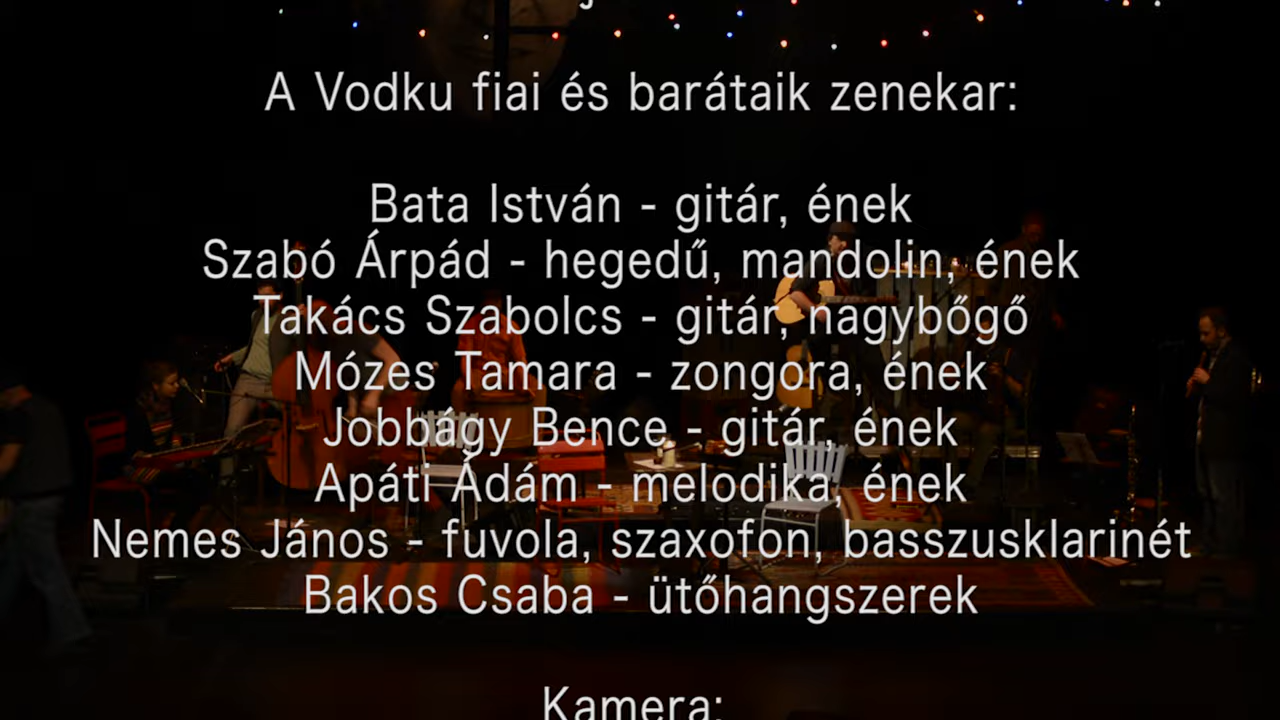 A Vodku fiai és barátaik zenekar:
Bata István - gitár, ének
Szabó Árpád - hegedű, mandolin, ének
Takács Szabolcs - gitár, nagybőgő
Mózes Tamara - zongora, ének
Jobbágy Bence - gitár, ének
Apáti Ádám - melodika, ének
Nemes János - fuvola, szaxofon, basszusklarinét
Bakos Csaba - ütőhangszerek
Kamera: